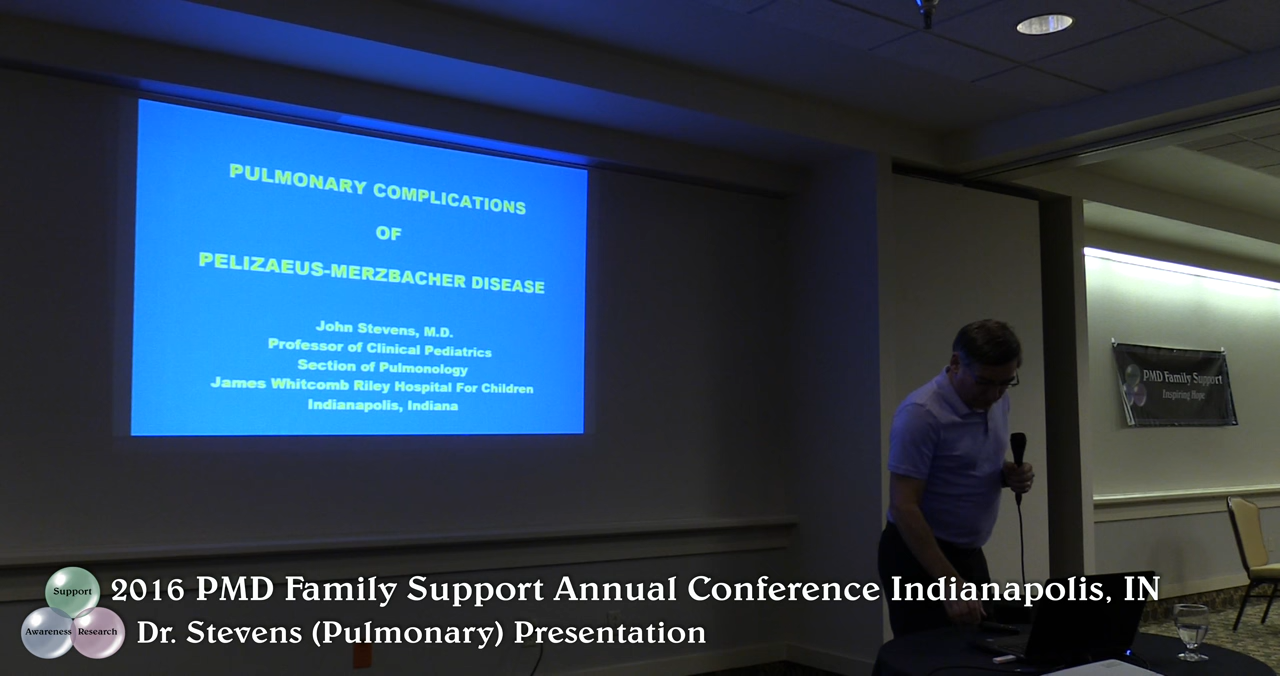 PULMONARY COMPLICATIONS
OF
PELIZAEUS-MERZBACHER DISEASE
John Stevens, M.D.
Professor of Clinical Pediatrics
Section of Pulmonology
James Whitcomb Riley Hospital For Children
Indianapolis, Indiana
PMD Family Support
Inspiring Hope
Support
Awareness Research
2016 PMD Family Support Annual Conference Indianapolis, IN
Dr. Stevens (Pulmonary) Presentation